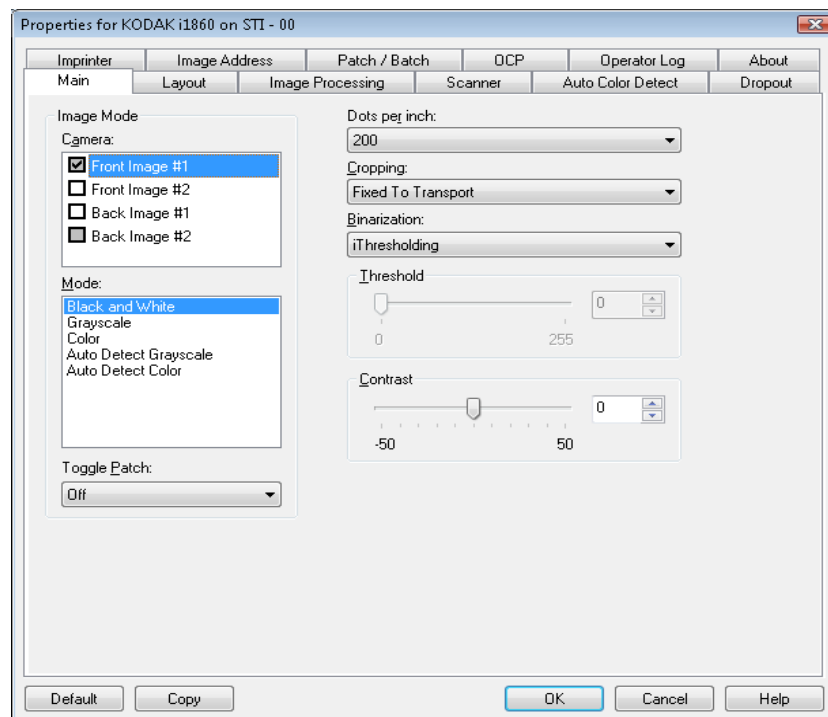 Properties for KODAK i1860 on STI - 00
Imprinter Image Address Patch / Batch OCP Operator Log About
Main Layout Image Processing Scanner Auto Color Detect Dropout
Image Mode
Camera:
Front Image #1
Front Image #2
Back Image #1
Back Image #2
Mode:
Black and White
Grayscale
Color
Auto Detect Grayscale
Auto Detect Color
Toggle Patch:
Off
Dots per inch:
200
Cropping:
Fixed To Transport
Binarization:
iThresholding
Threshold
0
0 255
Contrast
0
-50 50
Default Copy OK Cancel Help